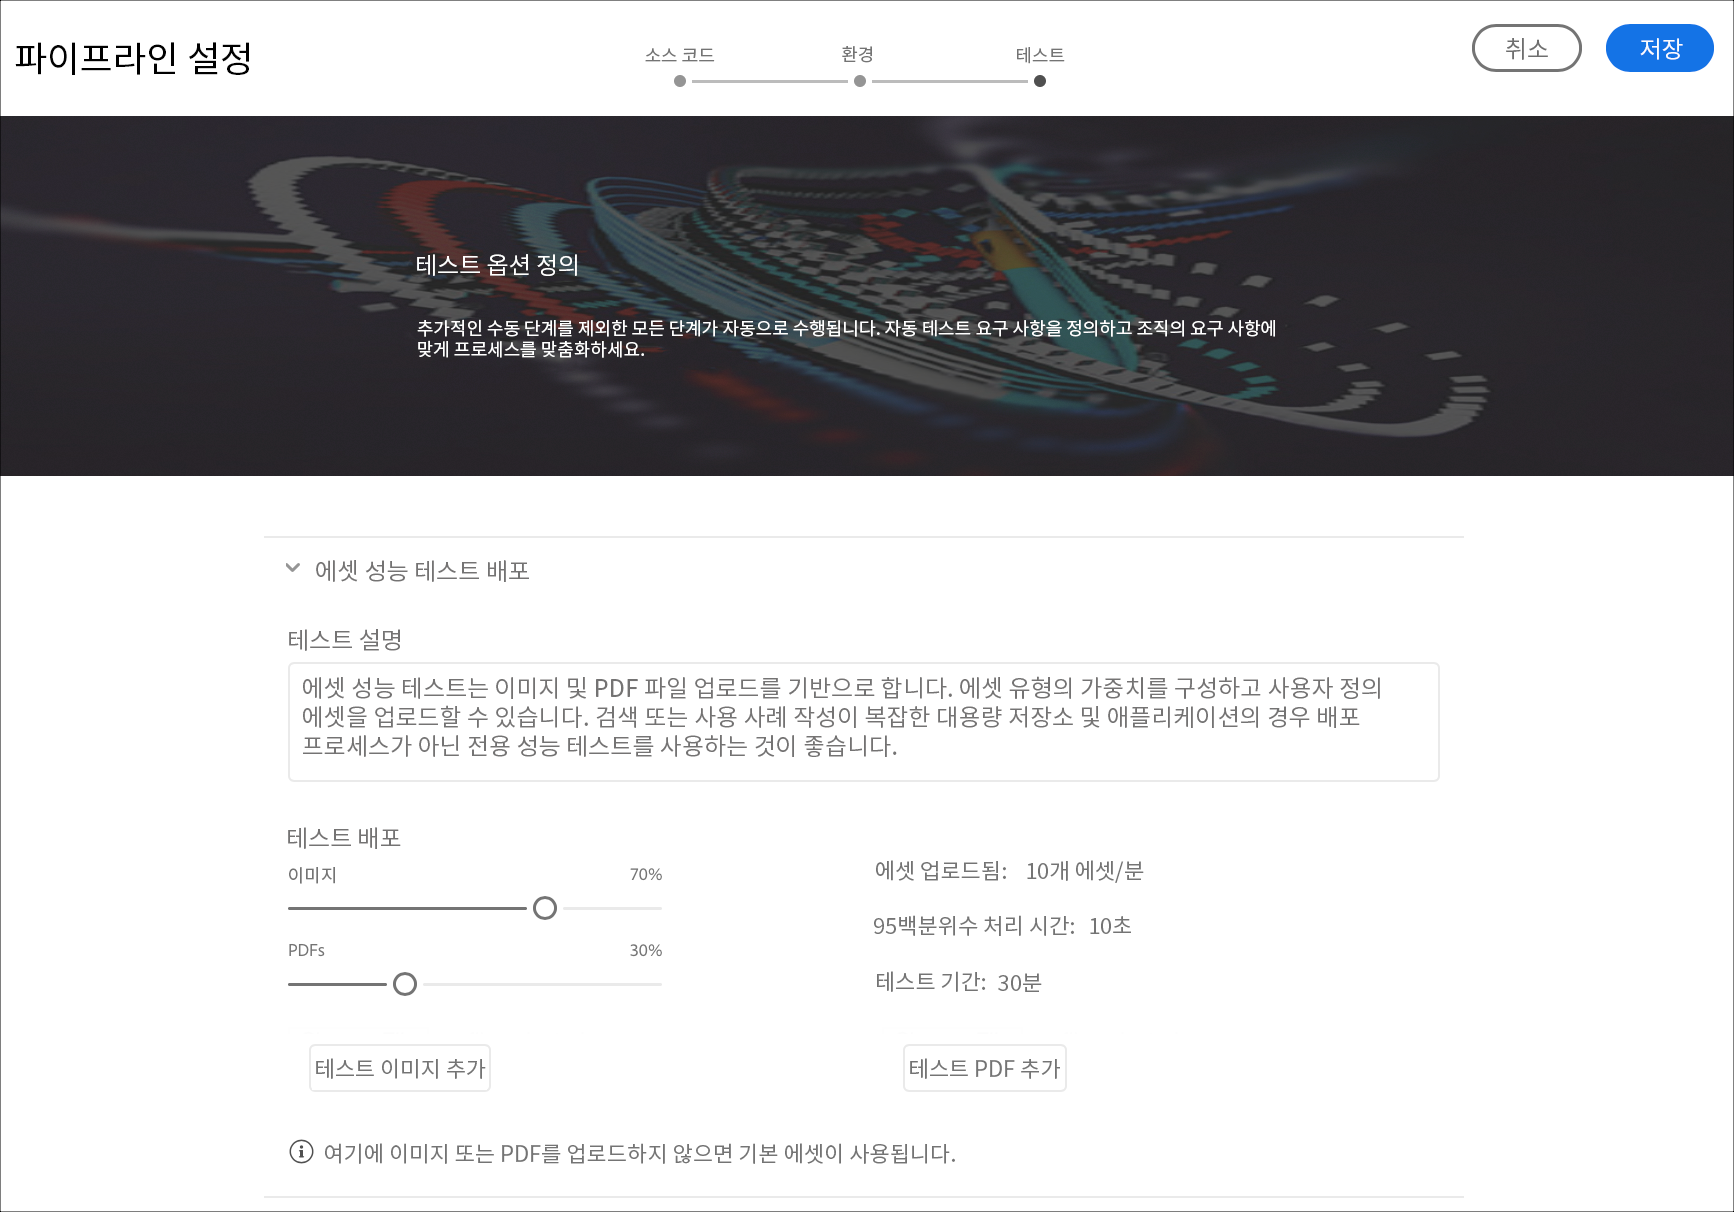 파이프라인 설정
소스 코드
환경
테스트
취소
저장
테스트 옵션 정의
추가적인 수동 단계를 제외한 모든 단계가 자동으로 수행됩니다. 자동 테스트 요구 사항을 정의하고 조직의 요구 사항에
맞게 프로세스를 맞춤화하세요.
에셋 성능 테스트 배포
테스트 설명
에셋 성능 테스트는 이미지 및 PDF 파일 업로드를 기반으로 합니다. 에셋 유형의 가중치를 구성하고 사용자 정의
에셋을 업로드할 수 있습니다. 검색 또는 사용 사례 작성이 복잡한 대용량 저장소 및 애플리케이션의 경우 배포
프로세스가 아닌 전용 성능 테스트를 사용하는 것이 좋습니다.
테스트 배포
이미지 70%
PDFs 30%
에셋 업로드됨: 10개 에셋/분
95백분위수 처리 시간: 10초
테스트 기간: 30분
테스트 이미지 추가
테스트 PDF 추가
여기에 이미지 또는 PDF를 업로드하지 않으면 기본 에셋이 사용됩니다.